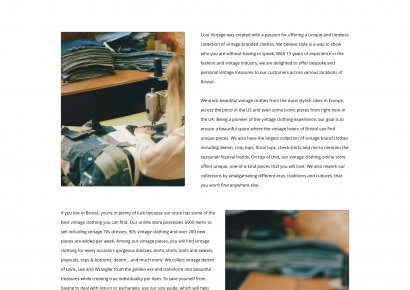 Loot Vintage was created with a passion for offering a unique and timeless
collection of vintage branded clothes. We believe style is a way to show
who you are without having to speak. With 15 years of experience in the
fashion and vintage industry, we are delighted to offer bespoke and
personal vintage treasures to our customers across various locations of
Bristol.
We stock beautiful vintage clothes from the most stylish cities in Europe,
across the pond in the US and even some iconic pieces from right here in
the UK. Being a pioneer of the vintage clothing experience, our goal is to
ensure a beautiful space where the vintage lovers of Bristol can find
unique pieces. We also have the largest collection of vintage brand clothes
including denim, crop tops, floral tops, check shirts and not to mention the
seasonal/ festival trends. On top of that, our vintage clothing online store
offers unique, one-of-a-kind pieces that you will love. We also rework our
collections by amalgamating different eras, traditions and cultures, that
you won't find anywhere else.
If you live in Bristol, you're in plenty of luck because our store has some of the
best vintage clothing you can find. Our online store possesses 6000 items to
sell including vintage 70s dresses, 90s vintage clothing and over 200 new
pieces are added per week. Among our vintage pieces, you will find vintage
clothing for every occasion: gorgeous dresses, skirts, shirts, knits and sweats,
playsuits, tops & bottoms, denim...and much more. We collect vintage denim
of Levis, Lee and Wrangler from the golden era and transform into beautiful
treasures while creating true individuality per item. To save yourself from
having to deal with return or exchanges, use our size guide, which will help